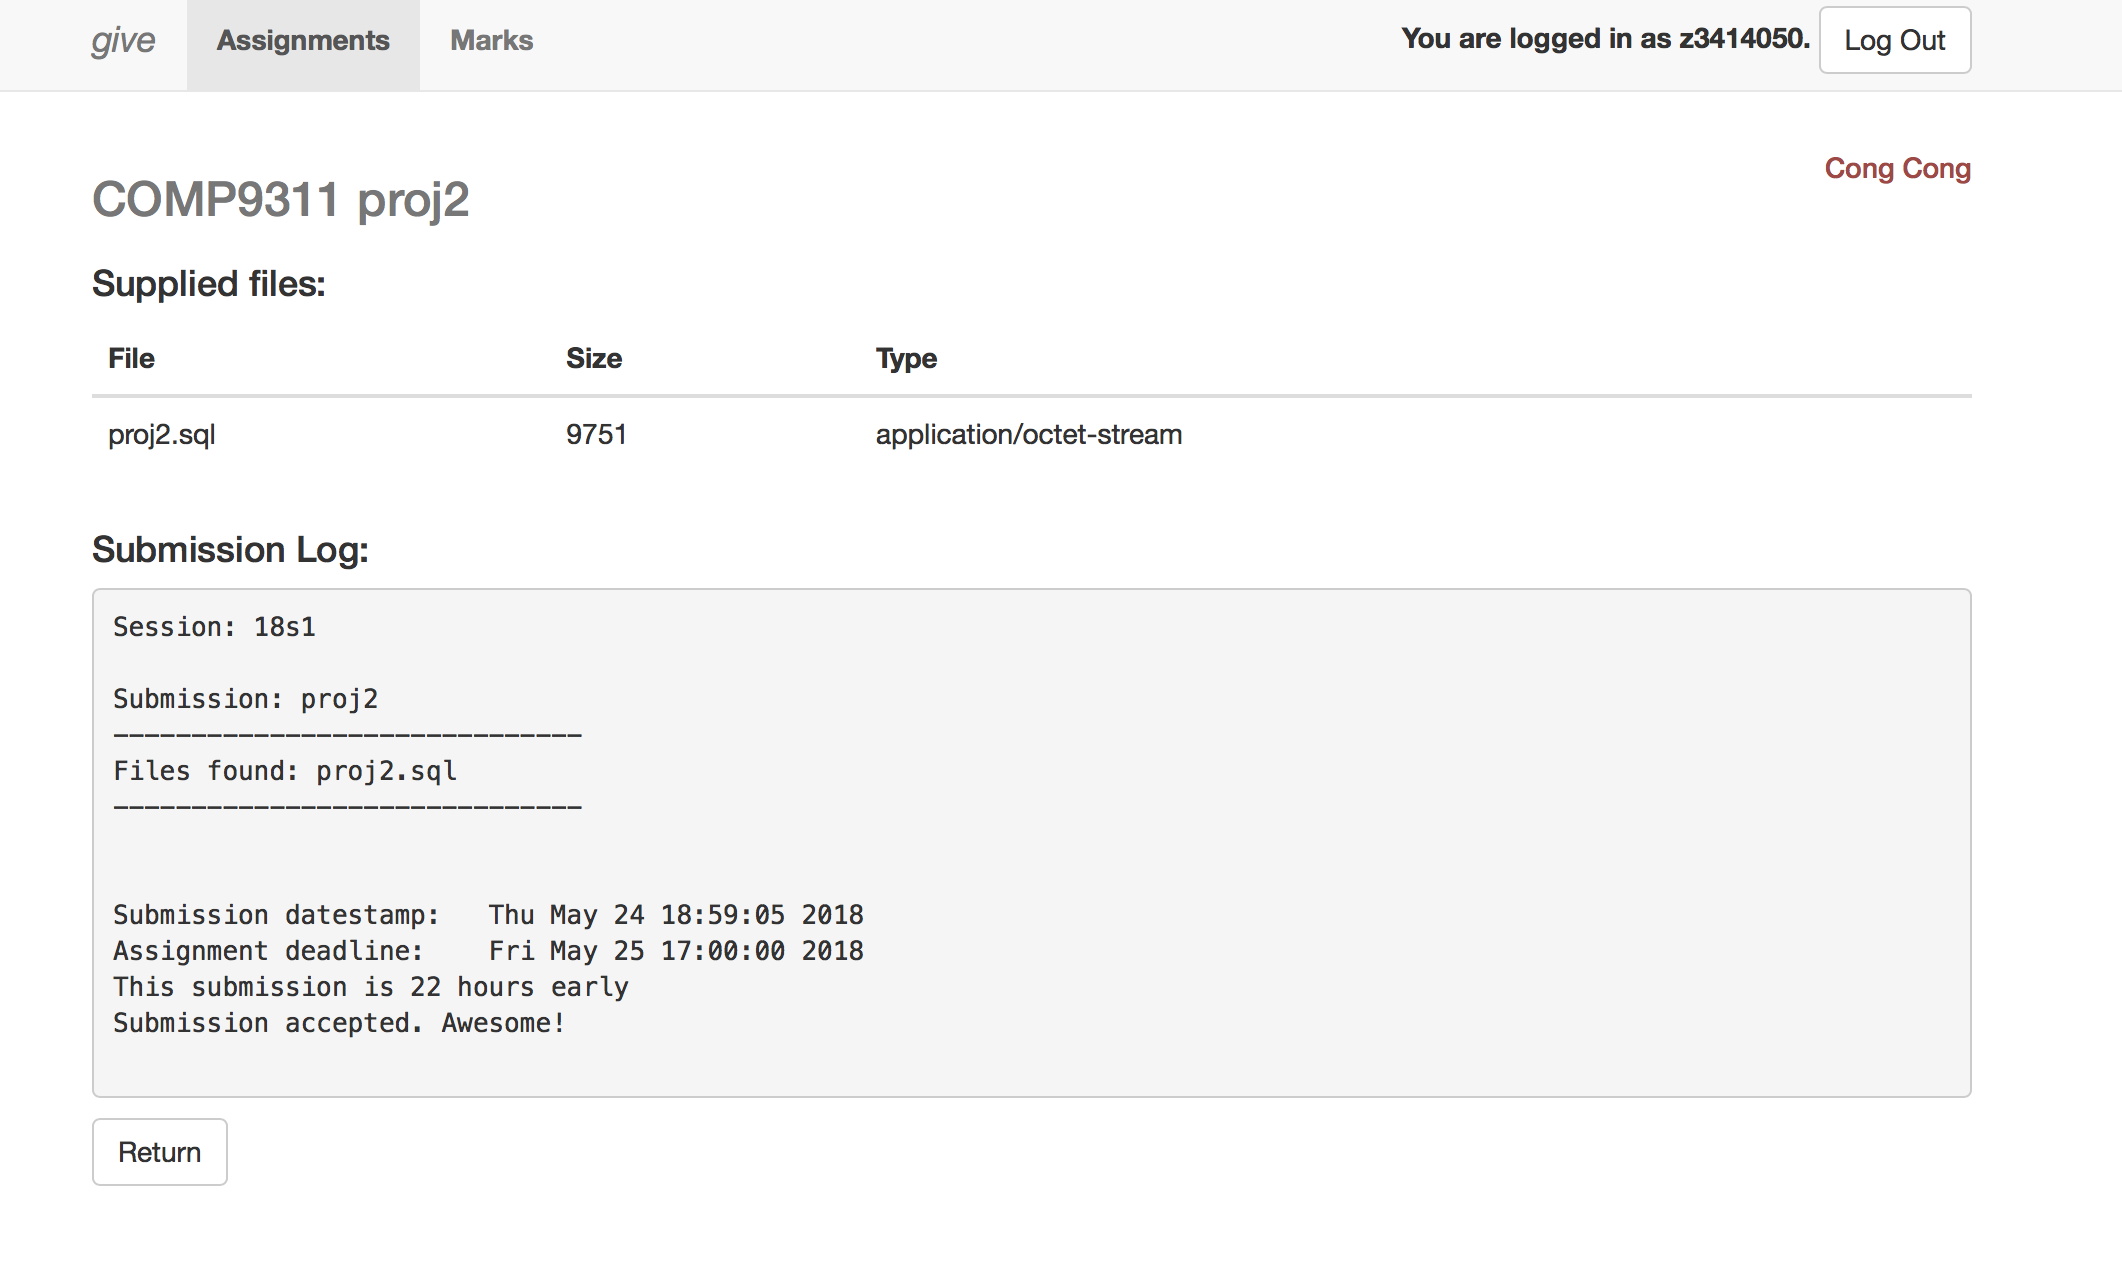 give Assignments Marks You are logged in as z3414050. Log Out
Cong Cong
COMP9311 proj2
Supplied files:
File Size Type
proj2.sql 9751 application/octet-stream
Submission Log:
Session: 18s1
Submission: proj2
------------------------------
Files found: proj2.sql
------------------------------
Submission datestamp:   Thu May 24 18:59:05 2018
Assignment deadline:    Fri May 25 17:00:00 2018
This submission is 22 hours early
Submission accepted. Awesome!
Return